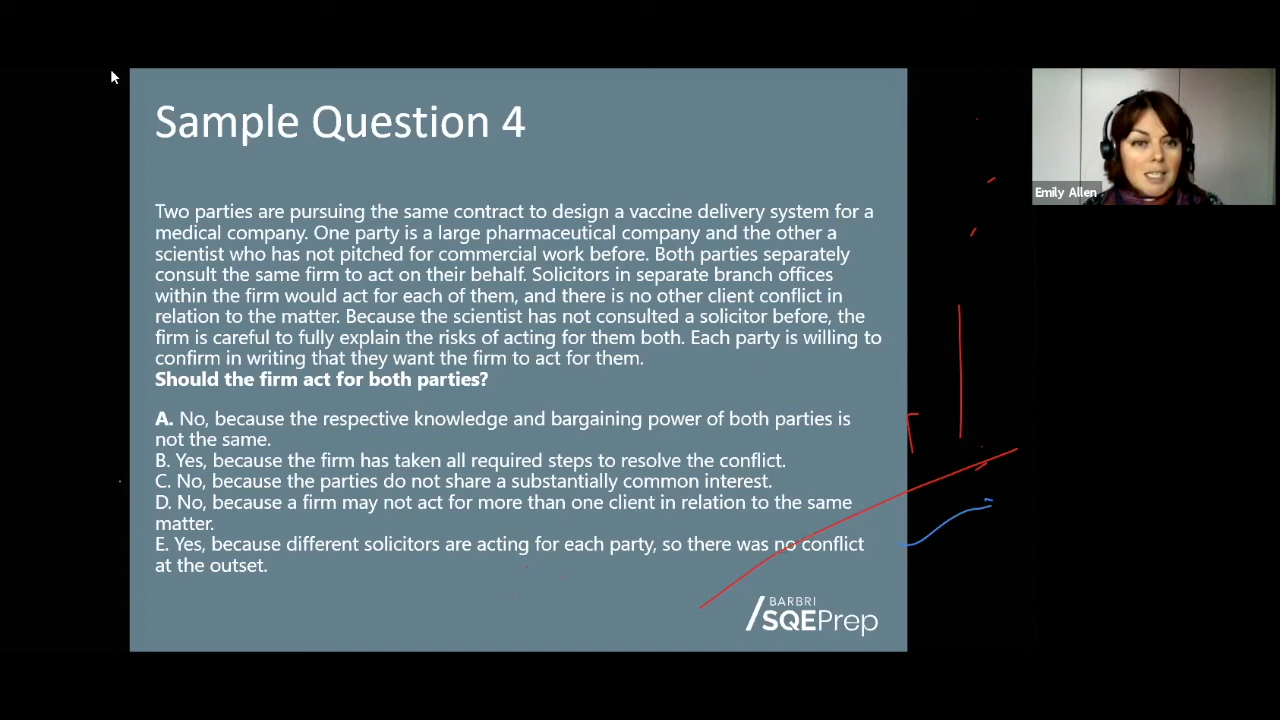 Sample Question 4
Two parties are pursuing the same contract to design a vaccine delivery system for a
medical company. One party is a large pharmaceutical company and the other a
scientist who has not pitched for commercial work before. Both parties separately
consult the same firm to act on their behalf. Solicitors in separate branch offices
within the firm would act for each of them, and there is no other client conflict in
relation to the matter. Because the scientist has not consulted a solicitor before, the
firm is careful to fully explain the risks of acting for them both. Each party is willing to
confirm in writing that they want the firm to act for them.
Should the firm act for both parties?
A. No, because the respective knowledge and bargaining power of both parties is
not the same.
B. Yes, because the firm has taken all required steps to resolve the conflict.
C. No, because the parties do not share a substantially common interest.
D. No, because a firm may not act for more than one client in relation to the same
matter.
E. Yes, because different solicitors are acting for each party, so there was no conflict
at the outset.
BARBRI
SQEPrep
Emily Allen